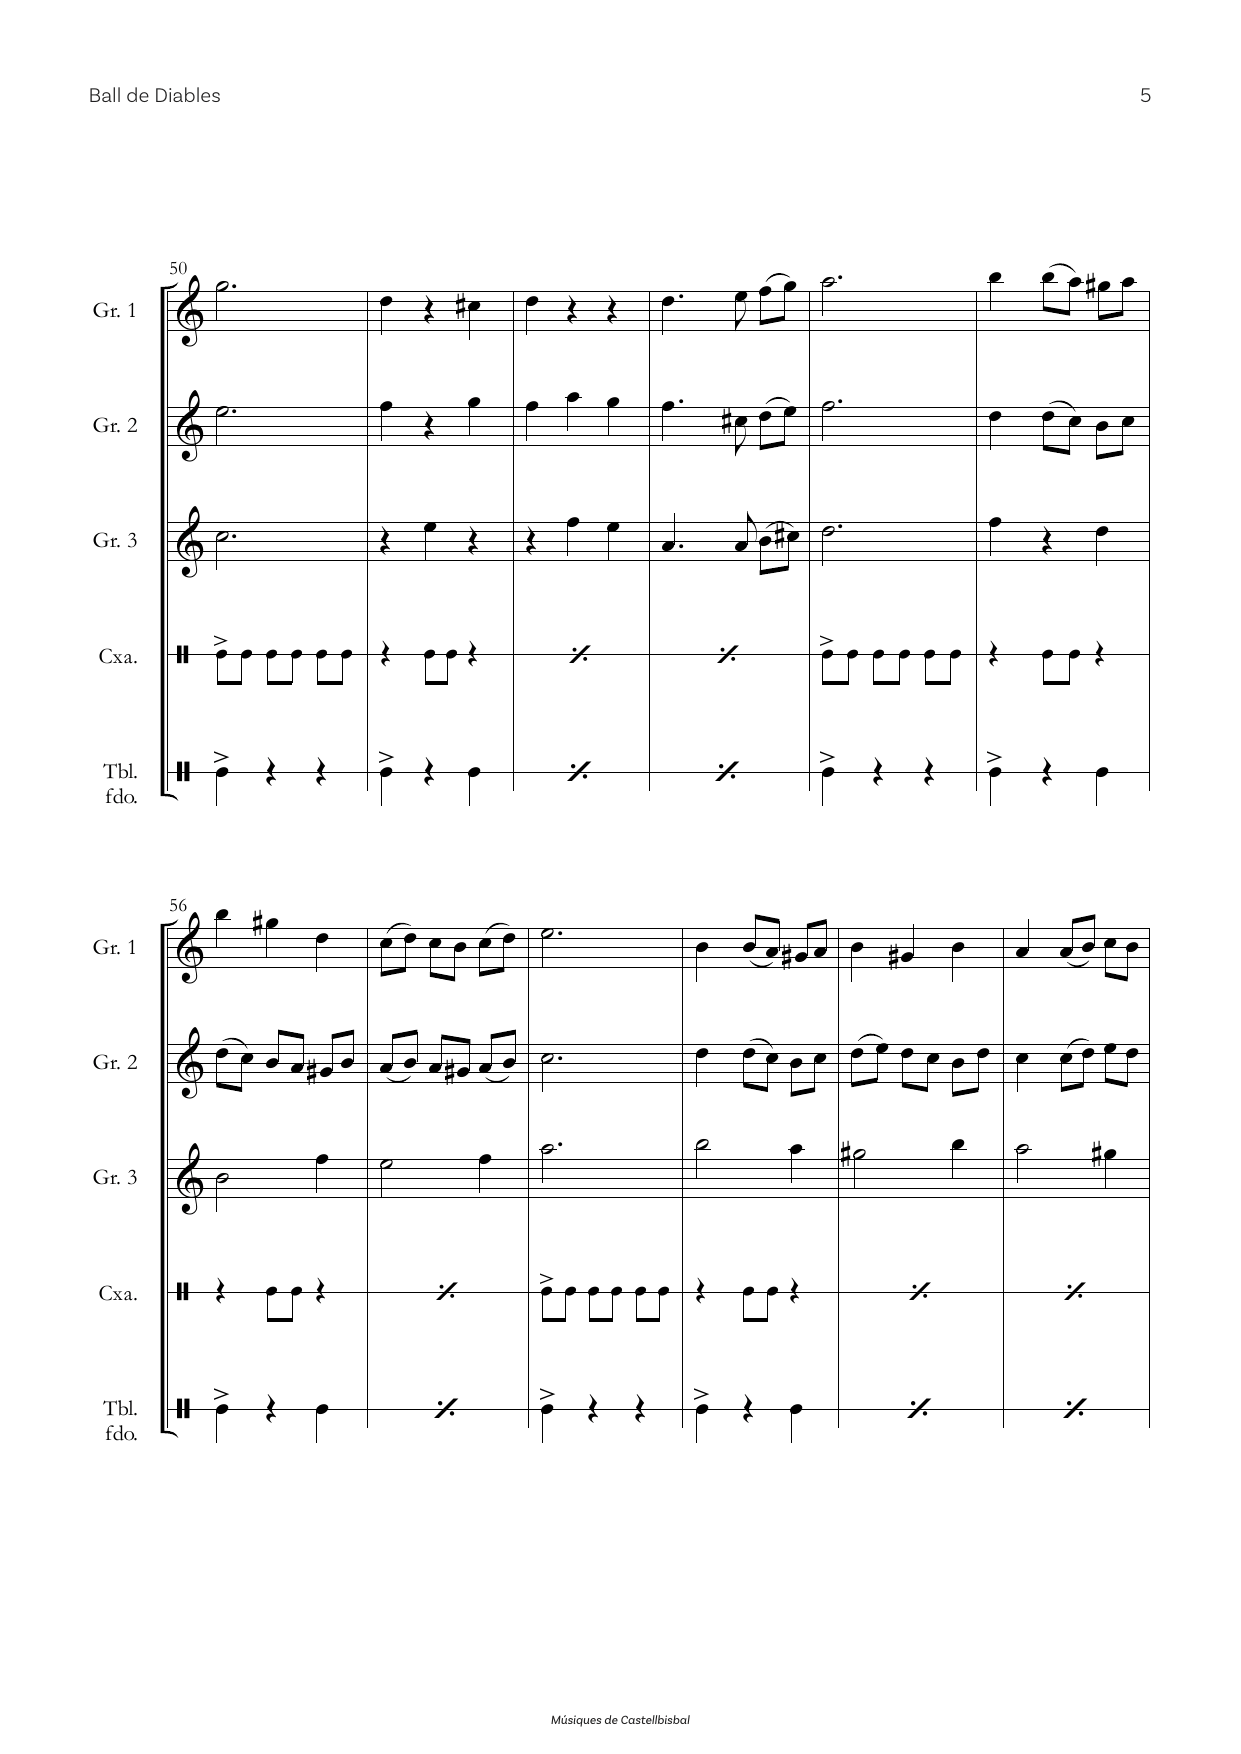 Ball de Diables 5
50
Gr. 1
Gr. 2
Gr. 3
Cxa.
Tbl.
fdo.
56
Gr. 1
Gr. 2
Gr. 3
Cxa.
Tbl.
fdo.
Músiques de Castellbisbal